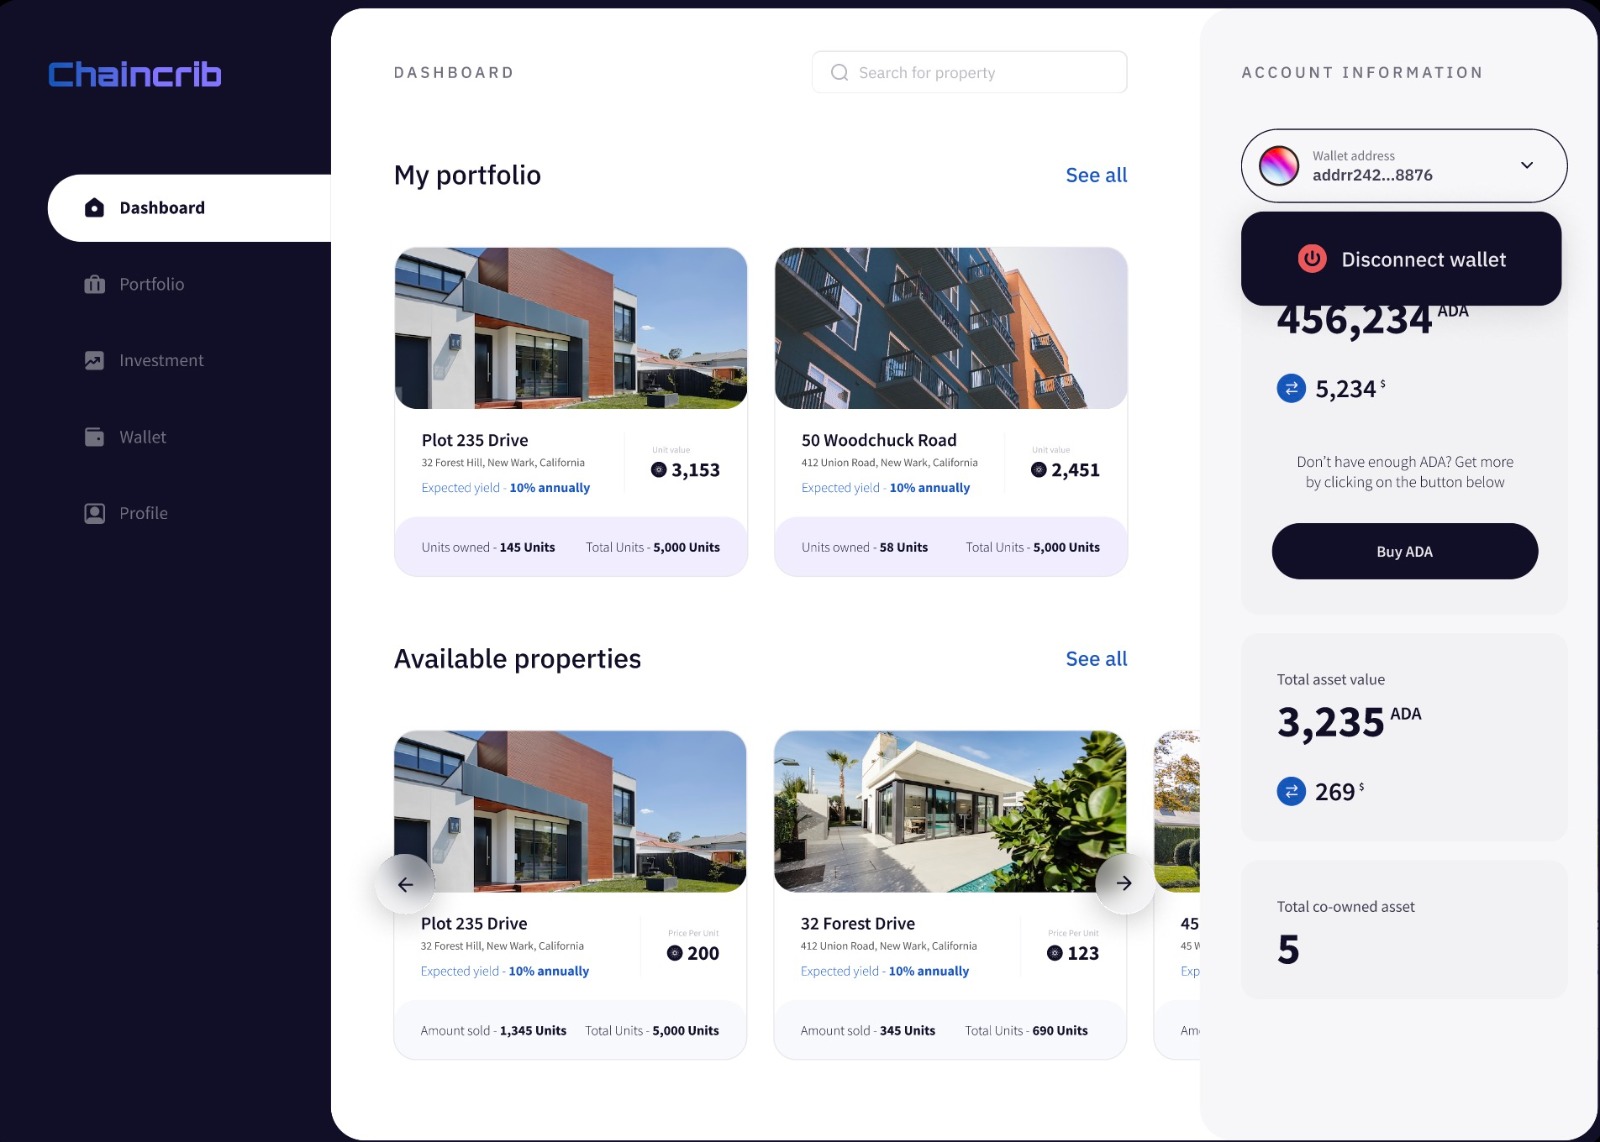 Chaincrib
Dashboard
Portfolio
Investment
Wallet
Profile
DASHBOARD
Search for property
My portfolio
See all
Plot 235 Drive
32 Forest Hill, New Wark, California
Expected yield - 10% annually
Unit value
3,153
Units owned - 145 Units
Total Units - 5,000 Units
50 Woodchuck Road
412 Union Road, New Wark, California
Expected yield - 10% annually
Unit value
2,451
Units owned - 58 Units
Total Units - 5,000 Units
Available properties
See all
Plot 235 Drive
32 Forest Hill, New Wark, California
Expected yield - 10% annually
Price Per Unit
200
Amount sold - 1,345 Units
Total Units - 5,000 Units
32 Forest Drive
412 Union Road, New Wark, California
Expected yield - 10% annually
Price Per Unit
123
Amount sold - 345 Units
Total Units - 690 Units
45
45 W
Exp
Am
ACCOUNT INFORMATION
Wallet address
addrr242...8876
Disconnect wallet
456,234 ADA
5,234 $
Don't have enough ADA? Get more
by clicking on the button below
Buy ADA
Total asset value
3,235 ADA
269 $
Total co-owned asset
5